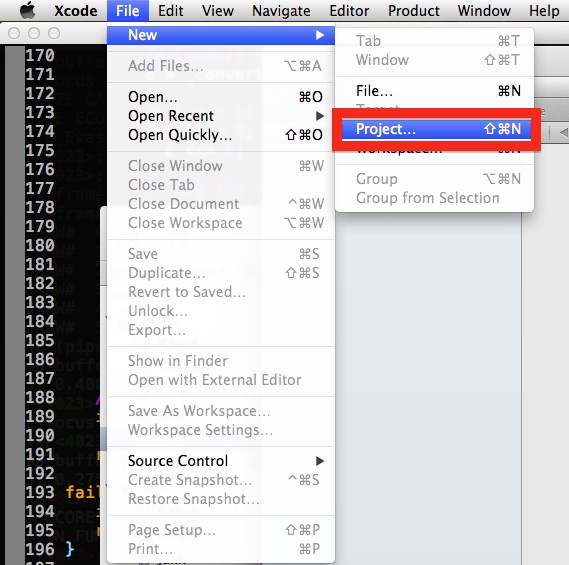 Xcode File Edit View Navigate Editor Product Window Help
New
Add Files... ⌥⌘A
Open... ⌘O
Open Recent
Open Quickly... ⇧⌘O
Close Window ⌘W
Close Tab
Close Document ^⌘W
Close Workspace ⌥⌘W
Save ⌘S
Duplicate... ⇧⌘S
Revert to Saved...
Unlock...
Export...
Show in Finder
Open with External Editor
Save As Workspace...
Workspace Settings...
Source Control
Create Snapshot... ^⌘S
Restore Snapshot...
Page Setup... ⇧⌘P
Print... ⌘P
Tab ⌘T
Window ⇧⌘T
File... ⌘N
Target...
Project... ⇧⌘N
Workspace... ⌘N
Group ⌥⌘N
Group from Selection
170
171
172
173
174
175
176
177
178
179
180
181
182
183
184
185
186
187
188
189
190
191
192
193 fail
194
195
196 }